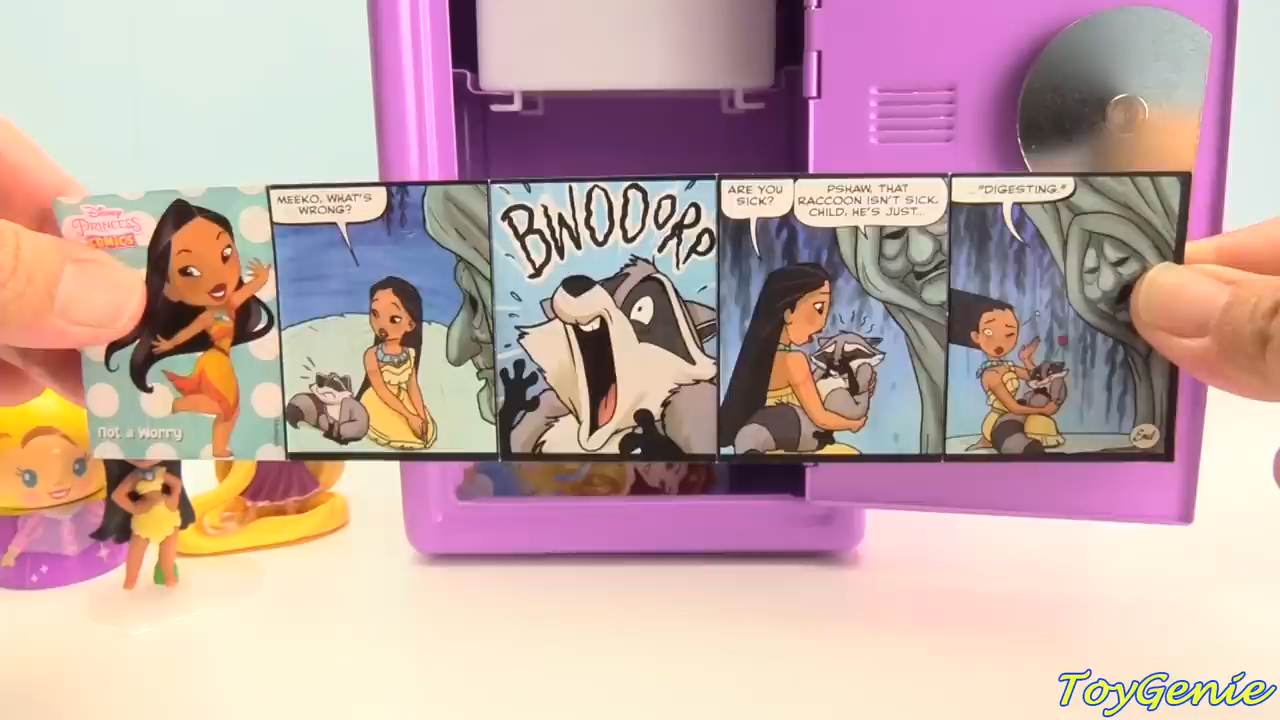 Disney
PRINCESS
COMICS
Not a Worry
MEEKO, WHAT'S
WRONG?
BWOOORP
ARE YOU
SICK?
PSHAW, THAT
RACCOON ISN'T SICK,
CHILD. HE'S JUST...
..."DIGESTING."
ToyGenie